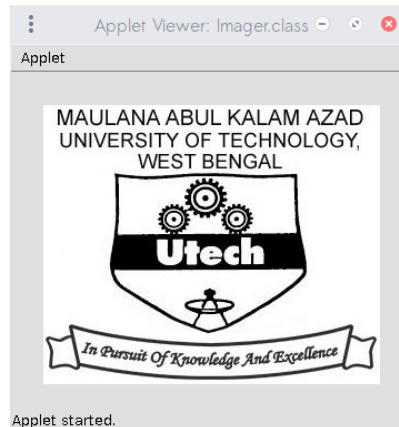 Applet Viewer: Imager.class
Applet
MAULANA ABUL KALAM AZAD
UNIVERSITY OF TECHNOLOGY,
WEST BENGAL
Utech
In Pursuit Of Knowledge And Excellence
Applet started.